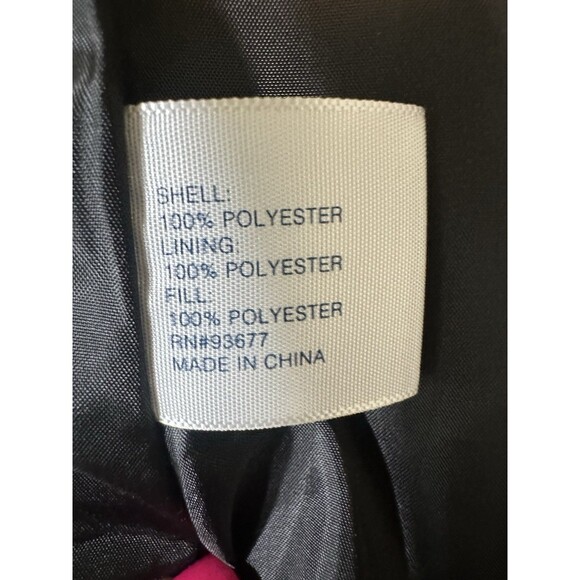 SHELL:
100% POLYESTER
LINING:
100% POLYESTER
FILL:
100% POLYESTER
RN#93677
MADE IN CHINA